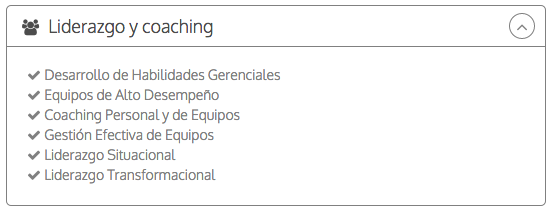 Liderazgo y coaching
Desarrollo de Habilidades Gerenciales
Equipos de Alto Desempeño
Coaching Personal y de Equipos
Gestión Efectiva de Equipos
Liderazgo Situacional
Liderazgo Transformacional